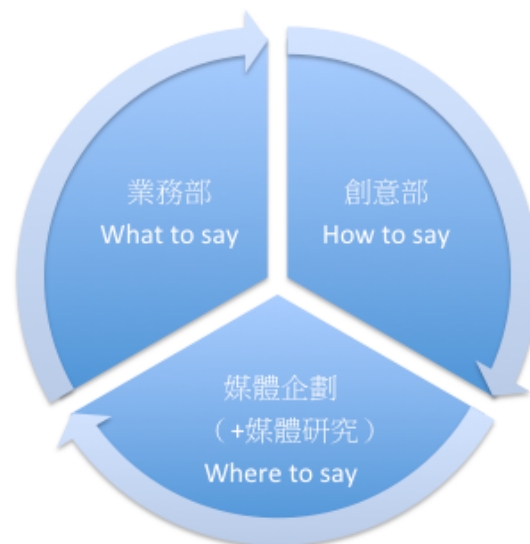 業務部
What to say
創意部
How to say
媒體企劃
（+媒體研究）
Where to say